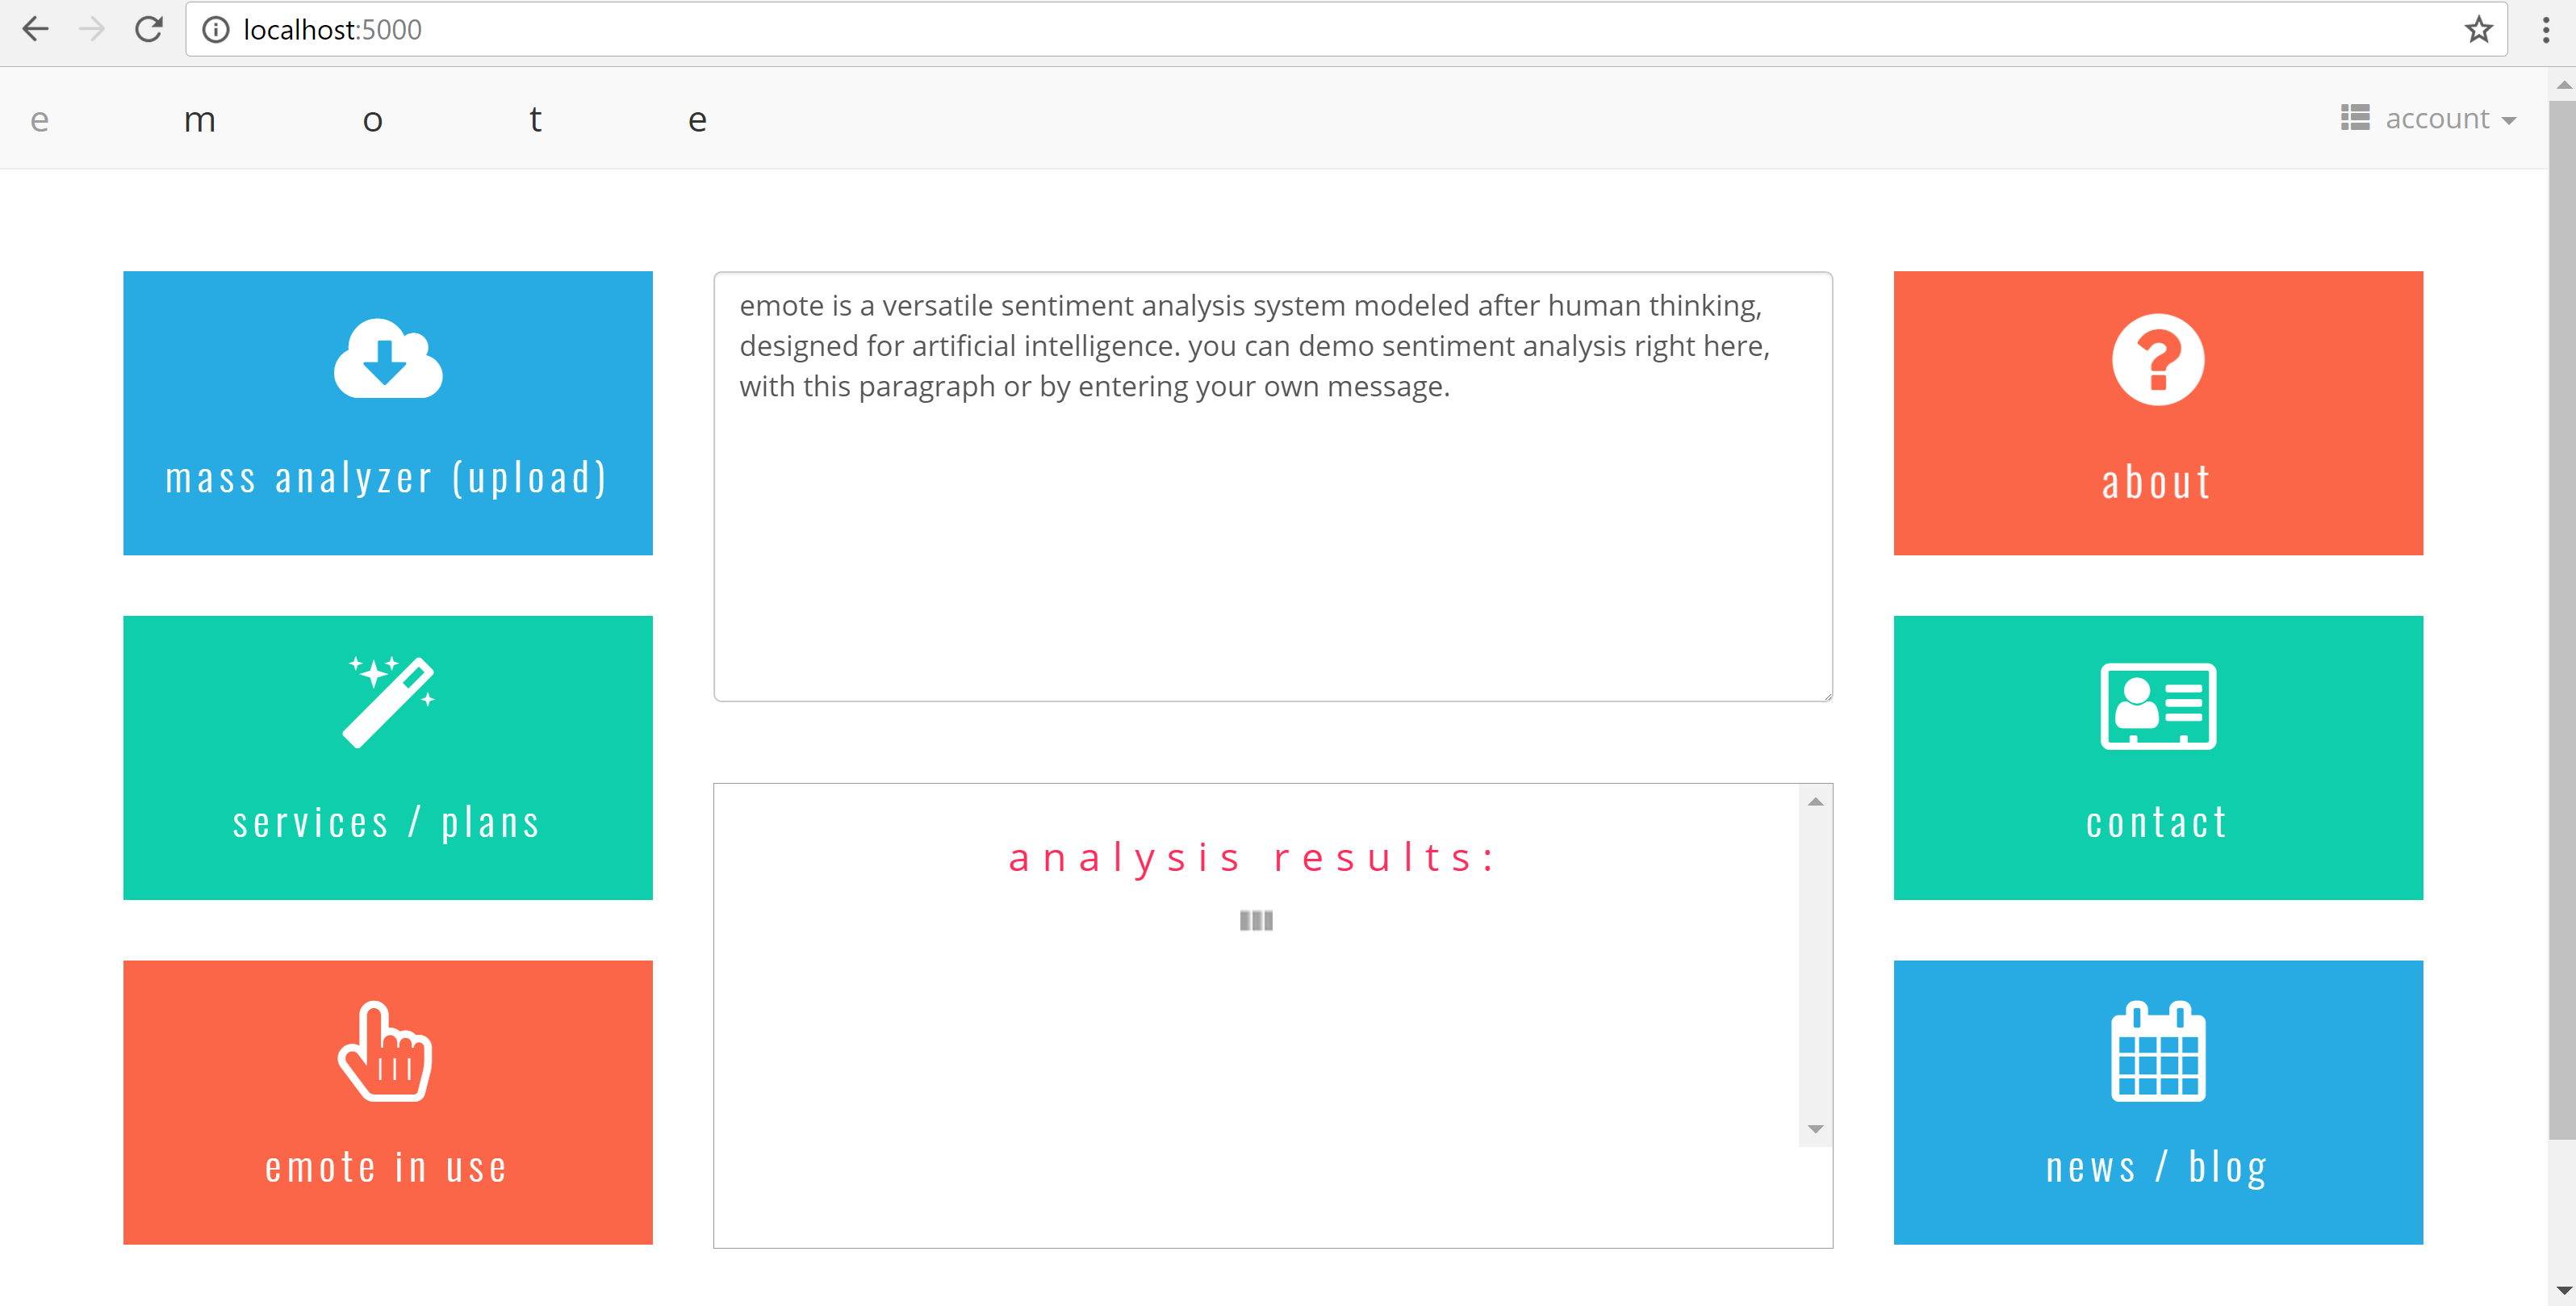 localhost:5000
e m o t e
account
mass analyzer (upload)
services / plans
emote in use
emote is a versatile sentiment analysis system modeled after human thinking,
designed for artificial intelligence. you can demo sentiment analysis right here,
with this paragraph or by entering your own message.
analysis results:
about
contact
news / blog